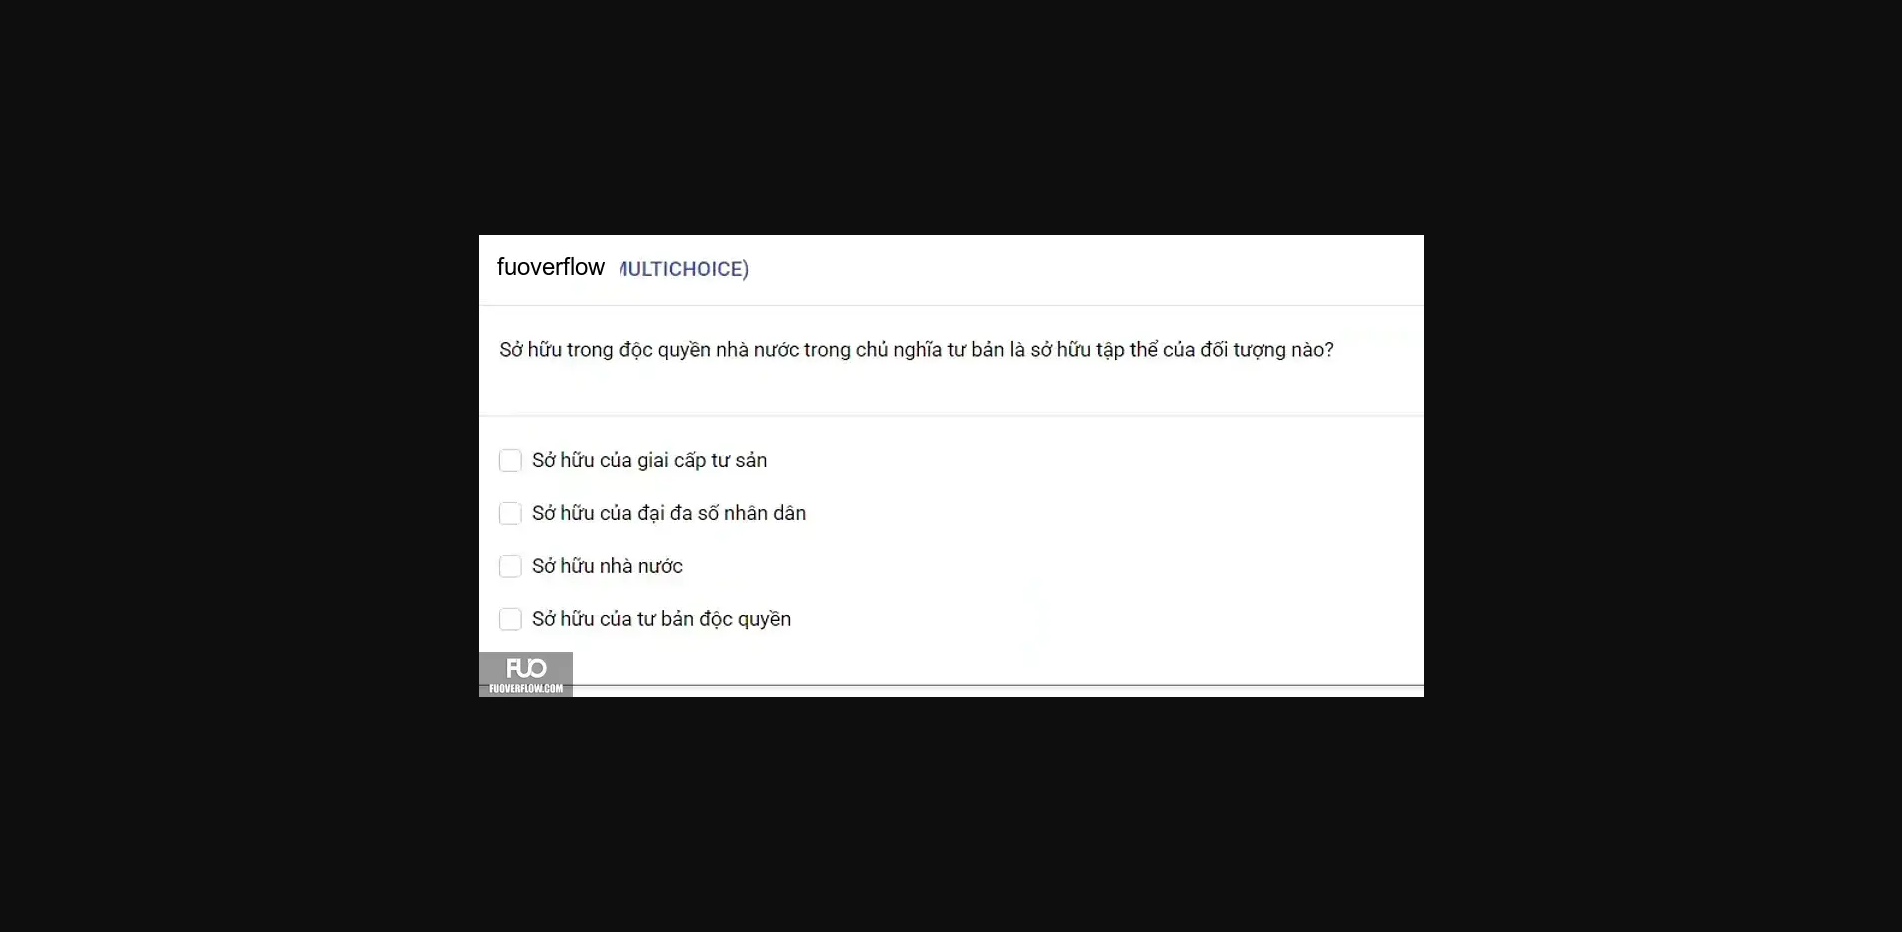 fuoverflow ULTICHOICE)
Sở hữu trong độc quyền nhà nước trong chủ nghĩa tư bản là sở hữu tập thể của đối tượng nào?
Sở hữu của giai cấp tư sản
Sở hữu của đại đa số nhân dân
Sở hữu nhà nước
Sở hữu của tư bản độc quyền
FUO
FUOVERFLOW.COM